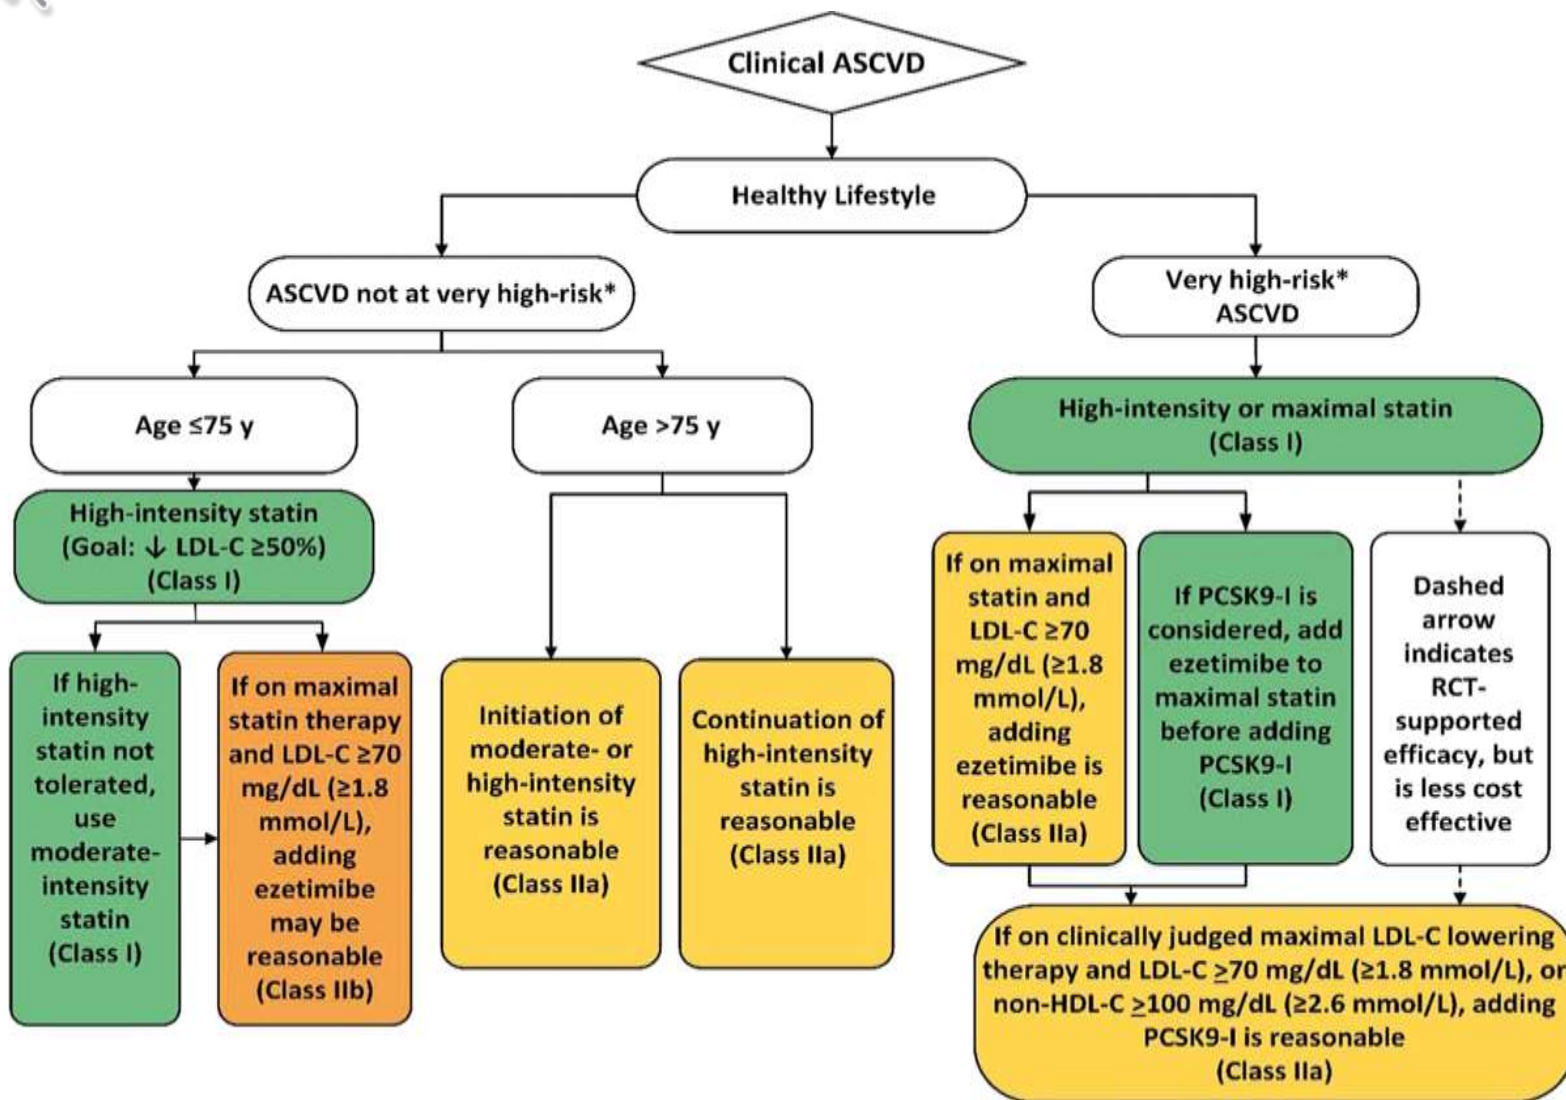 Clinical ASCVD
Healthy Lifestyle
ASCVD not at very high-risk*
Very high-risk*
ASCVD
Age ≤75 y
Age >75 y
High-intensity or maximal statin
(Class I)
High-intensity statin
(Goal: ↓ LDL-C ≥50%)
(Class I)
If high-
intensity
statin not
tolerated,
use
moderate-
intensity
statin
(Class I)
If on maximal
statin therapy
and LDL-C ≥70
mg/dL (≥1.8
mmol/L),
adding
ezetimibe
may be
reasonable
(Class IIb)
Initiation of
moderate- or
high-intensity
statin is
reasonable
(Class IIa)
Continuation of
high-intensity
statin is
reasonable
(Class IIa)
If on maximal
statin and
LDL-C ≥70
mg/dL (≥1.8
mmol/L),
adding
ezetimibe is
reasonable
(Class IIa)
If PCSK9-I is
considered, add
ezetimibe to
maximal statin
before adding
PCSK9-I
(Class I)
Dashed
arrow
indicates
RCT-
supported
efficacy, but
is less cost
effective
If on clinically judged maximal LDL-C lowering
therapy and LDL-C ≥70 mg/dL (≥1.8 mmol/L), or
non-HDL-C ≥100 mg/dL (≥2.6 mmol/L), adding
PCSK9-I is reasonable
(Class IIa)